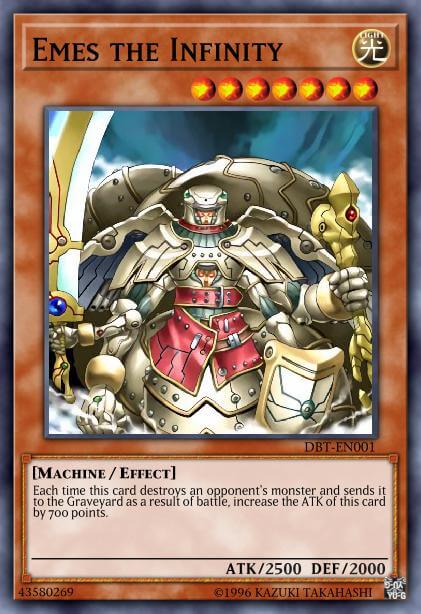 EMES THE INFINITY
LIGHT
光
DBT-EN001
[MACHINE / EFFECT]
Each time this card destroys an opponent's monster and sends it
to the Graveyard as a result of battle, increase the ATK of this card
by 700 points.
ATK/2500 DEF/2000
43580269
©1996 KAZUKI TAKAHASHI